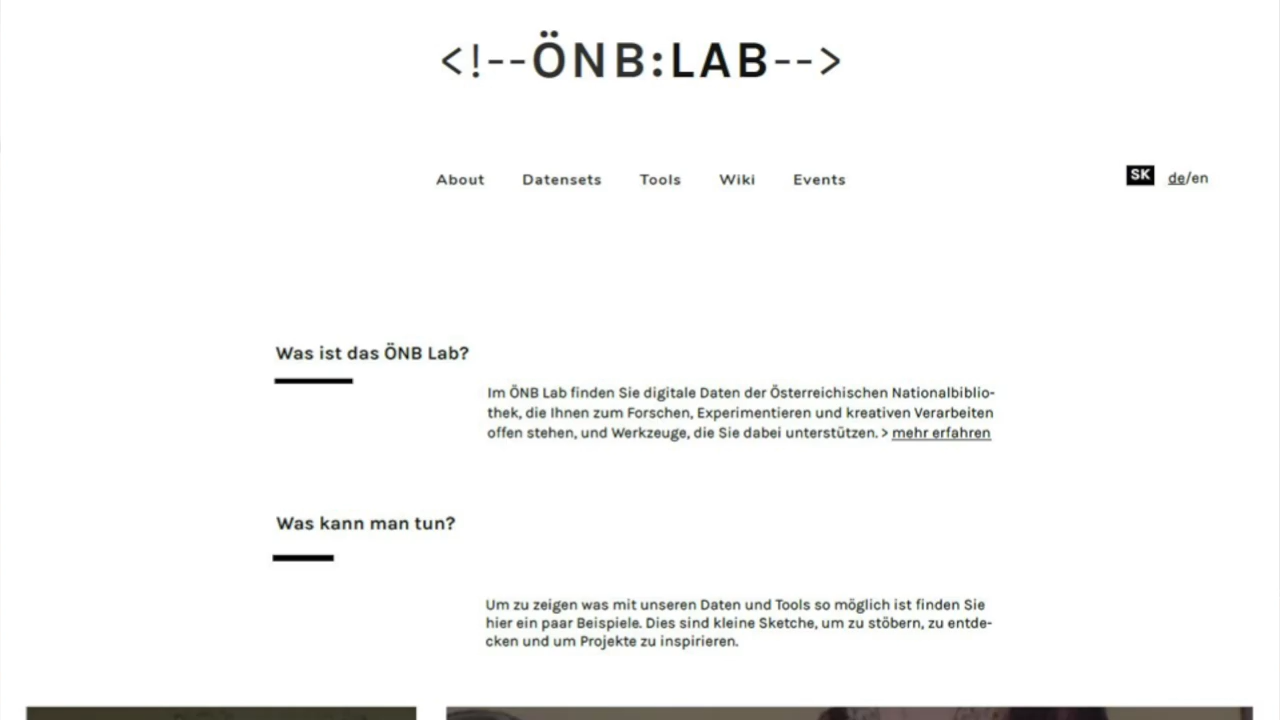 <!--ÖNB:LAB-->
About Datensets Tools Wiki Events SK de/en
Was ist das ÖNB Lab?
Im ÖNB Lab finden Sie digitale Daten der Österreichischen Nationalbiblio-
thek, die Ihnen zum Forschen, Experimentieren und kreativen Verarbeiten
offen stehen, und Werkzeuge, die Sie dabei unterstützen. > mehr erfahren
Was kann man tun?
Um zu zeigen was mit unseren Daten und Tools so möglich ist finden Sie
hier ein paar Beispiele. Dies sind kleine Sketche, um zu stöbern, zu entde-
cken und um Projekte zu inspirieren.